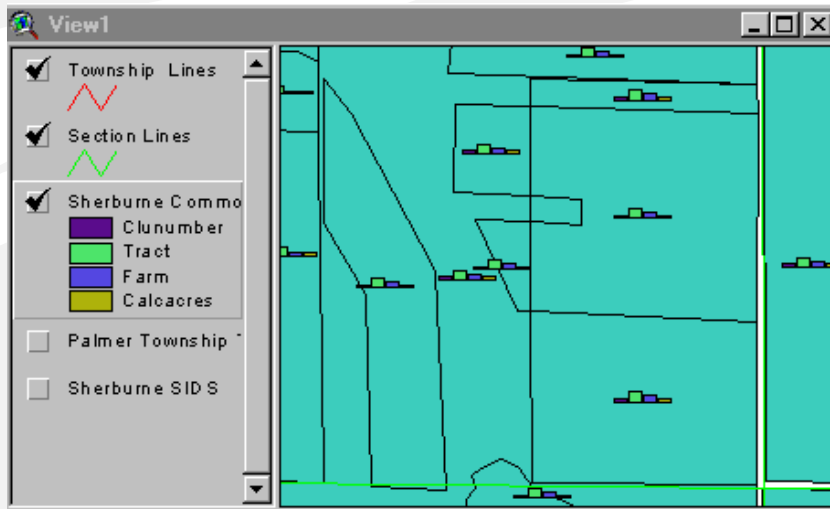 View1
Township Lines
Section Lines
Sherburne Commo
Clunumber
Tract
Farm
Calcacres
Palmer Township
Sherburne SIDS